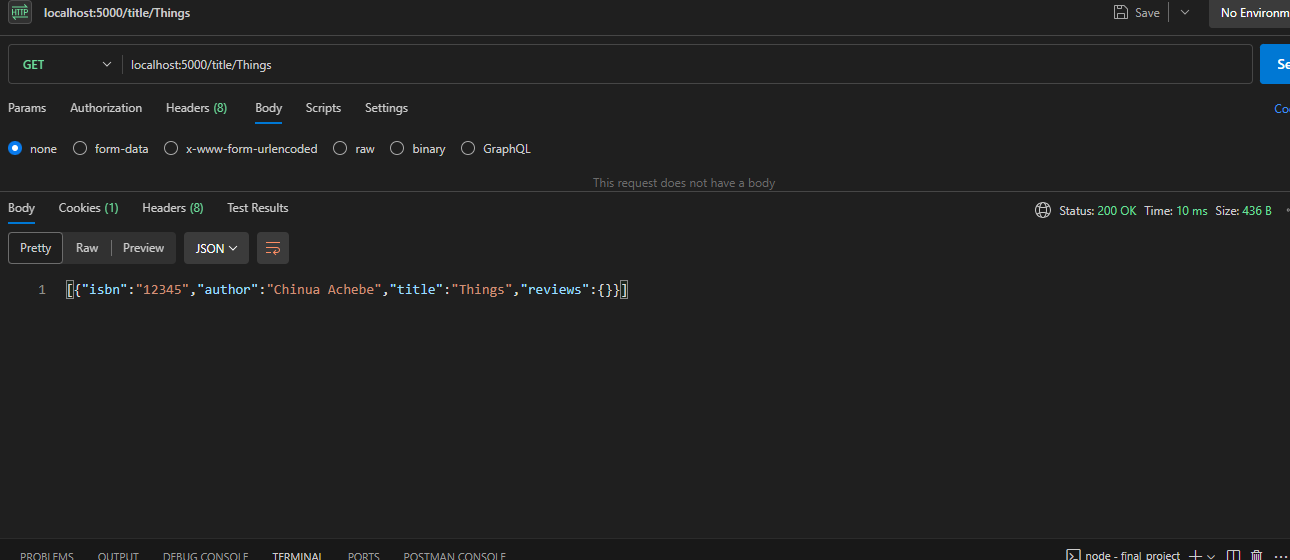 HTTP localhost:5000/title/Things Save No Environm
GET localhost:5000/title/Things Se
Params Authorization Headers (8) Body Scripts Settings Coo
none form-data x-www-form-urlencoded raw binary GraphQL
This request does not have a body
Body Cookies (1) Headers (8) Test Results Status: 200 OK Time: 10 ms Size: 436 B
Pretty Raw Preview JSON
1 [{"isbn":"12345","author":"Chinua Achebe","title":"Things","reviews":{}}]
PROBLEMS OUTPUT DEBUG CONSOLE TERMINAL PORTS POSTMAN CONSOLE node - final_project